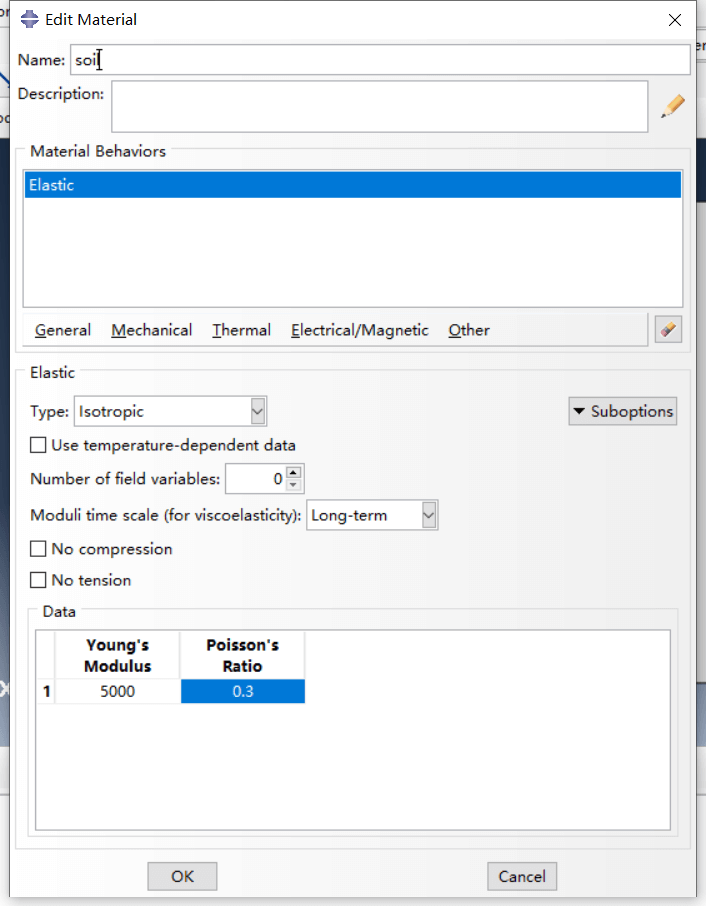 Edit Material
Name: soil
Description:
Material Behaviors
Elastic
General Mechanical Thermal Electrical/Magnetic Other
Elastic
Type: Isotropic Suboptions
Use temperature-dependent data
Number of field variables: 0
Moduli time scale (for viscoelasticity): Long-term
No compression
No tension
Data
Young's Poisson's
Modulus Ratio
1 5000 0.3
OK Cancel